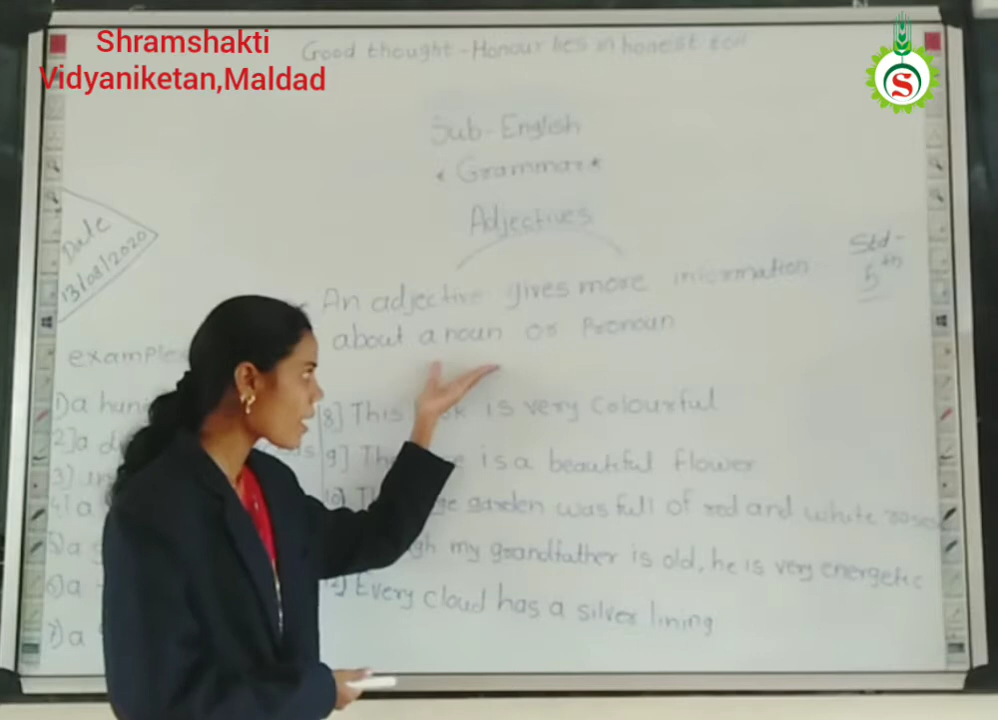 Shramshakti
Vidyaniketan,Maldad
S
Good thought - Honour lies in honest toil
Sub-English
Grammar
Adjectives
Date
13/08/2020
Std-
5th
An adjective gives more information
about a noun or Pronoun
example
1) a
2] a
3)
4) a
5) a
6) a
7) a
8] This is very Colourful
9] is a beautiful flower
10) garden was full of red and white roses
my grandfather is old, he is very energetic
Every cloud has a silver lining